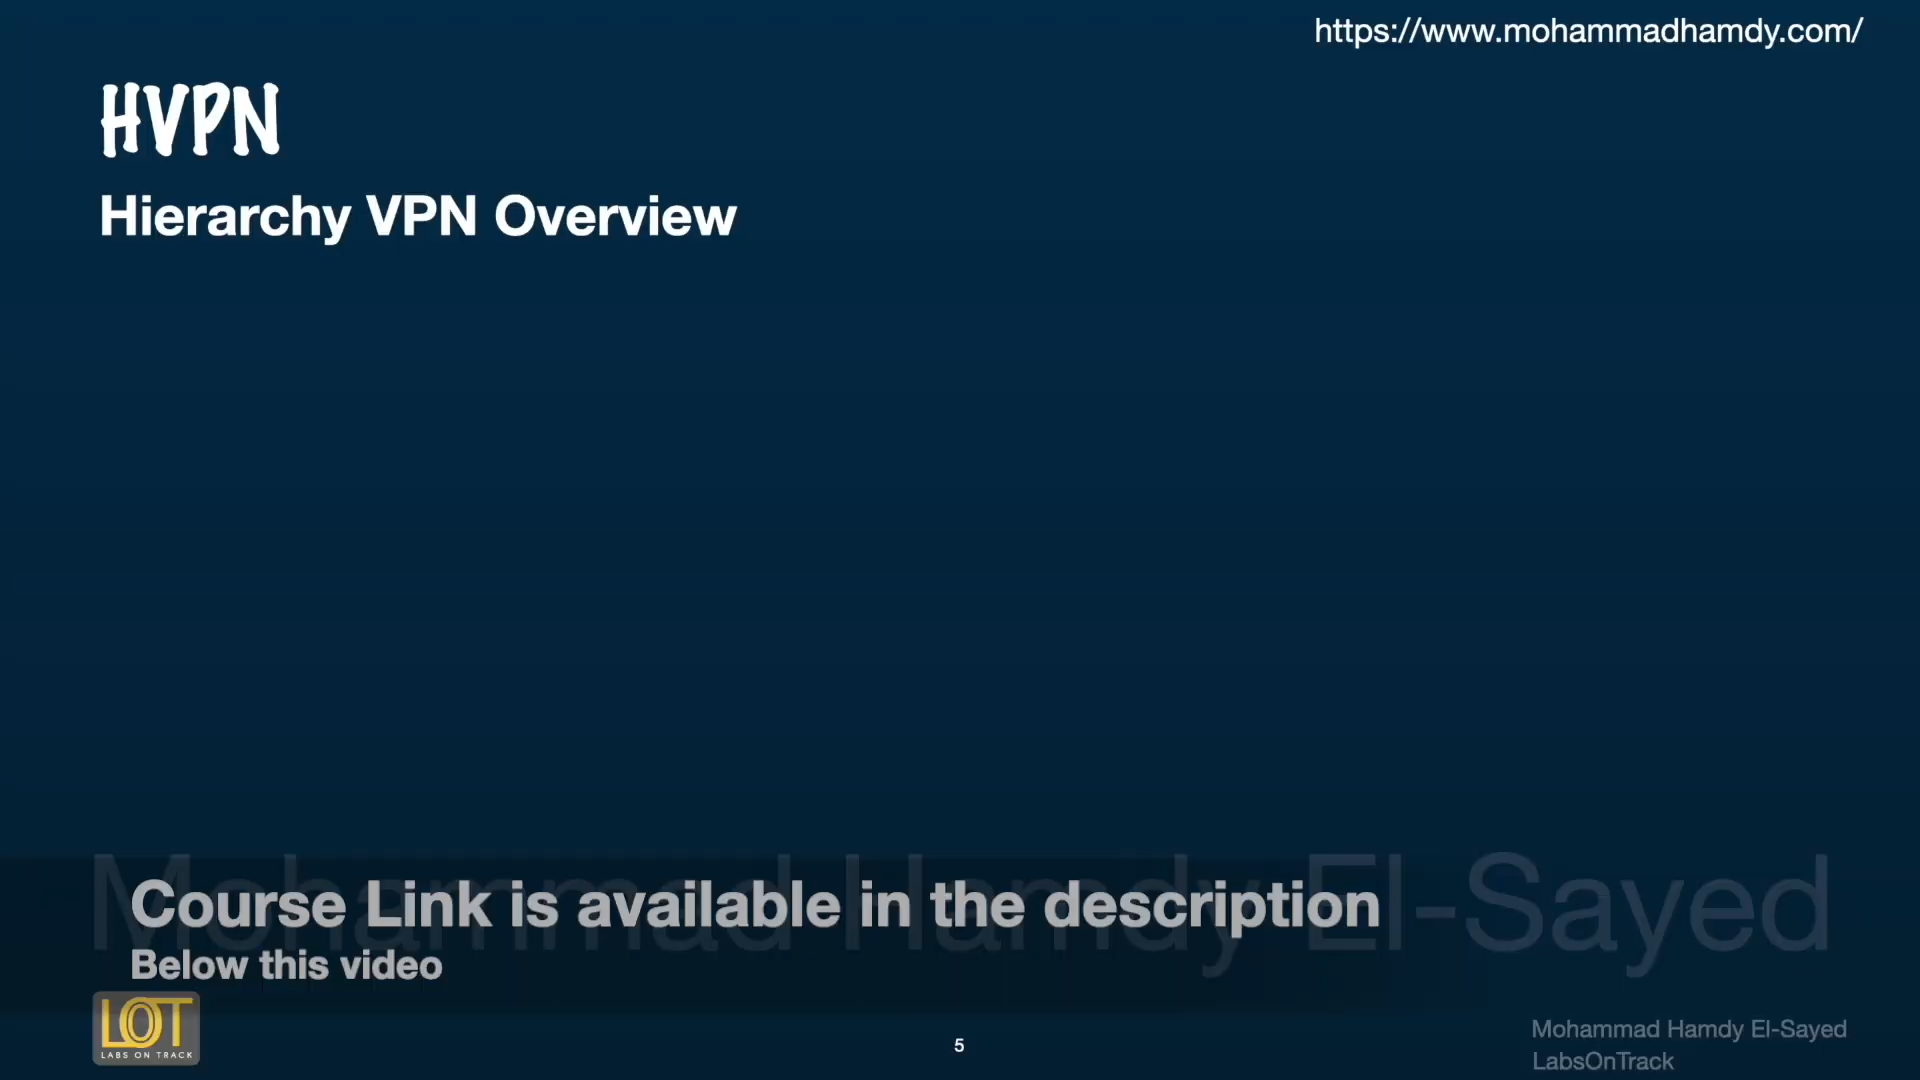 https://www.mohammadhamdy.com/
HVPN
Hierarchy VPN Overview
Mohammad Hamdy El-Sayed
Course Link is available in the description
Below this video
LOT
LABS ON TRACK
5
Mohammad Hamdy El-Sayed
LabsOnTrack